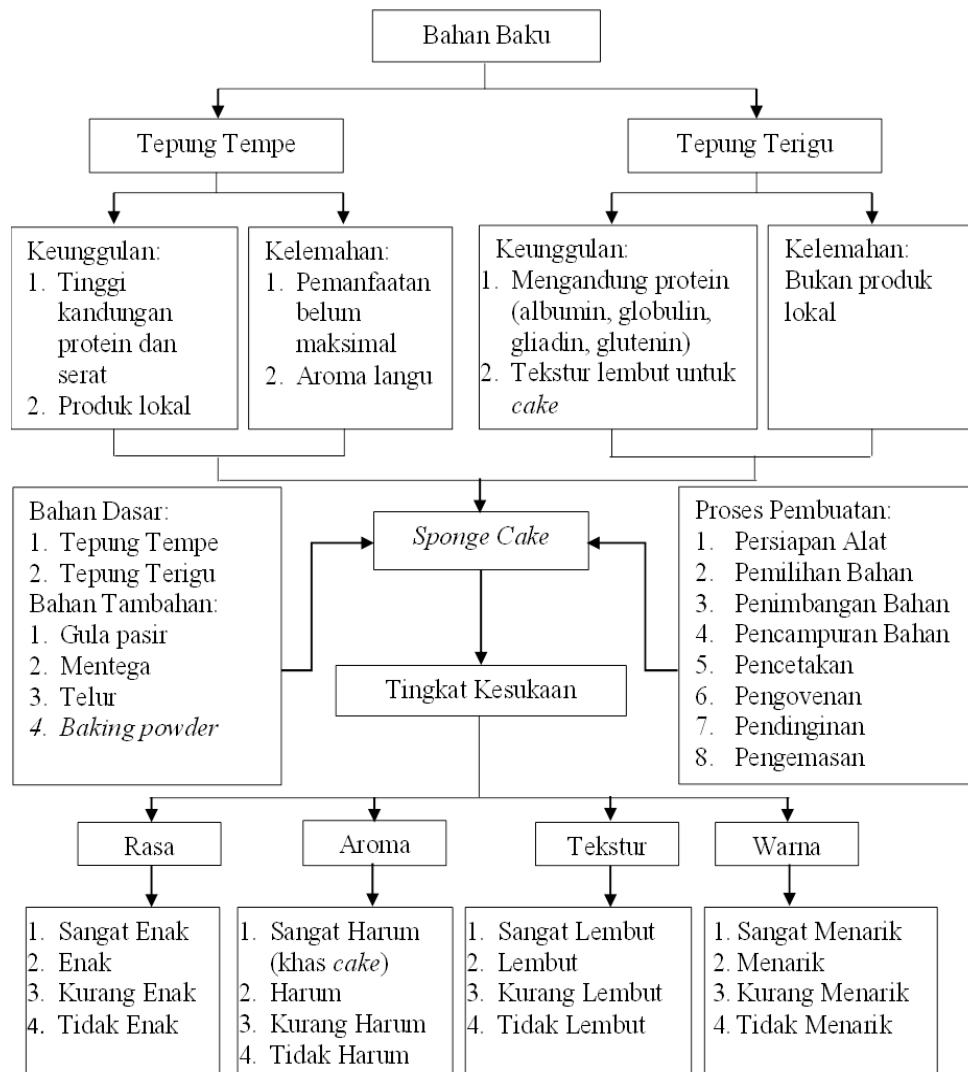 Bahan Baku
Tepung Tempe
Tepung Terigu
Keunggulan:
1. Tinggi
kandungan
protein dan
serat
2. Produk lokal
Kelemahan:
1. Pemanfaatan
belum
maksimal
2. Aroma langu
Keunggulan:
1. Mengandung protein
(albumin, globulin,
gliadin, glutenin)
2. Tekstur lembut untuk
cake
Kelemahan:
Bukan produk
lokal
Bahan Dasar:
1. Tepung Tempe
2. Tepung Terigu
Bahan Tambahan:
1. Gula pasir
2. Mentega
3. Telur
4. Baking powder
Sponge Cake
Proses Pembuatan:
1. Persiapan Alat
2. Pemilihan Bahan
3. Penimbangan Bahan
4. Pencampuran Bahan
5. Pencetakan
6. Pengovenan
7. Pendinginan
8. Pengemasan
Tingkat Kesukaan
Rasa
Aroma
Tekstur
Warna
1. Sangat Enak
2. Enak
3. Kurang Enak
4. Tidak Enak
1. Sangat Harum
(khas cake)
2. Harum
3. Kurang Harum
4. Tidak Harum
1. Sangat Lembut
2. Lembut
3. Kurang Lembut
4. Tidak Lembut
1. Sangat Menarik
2. Menarik
3. Kurang Menarik
4. Tidak Menarik